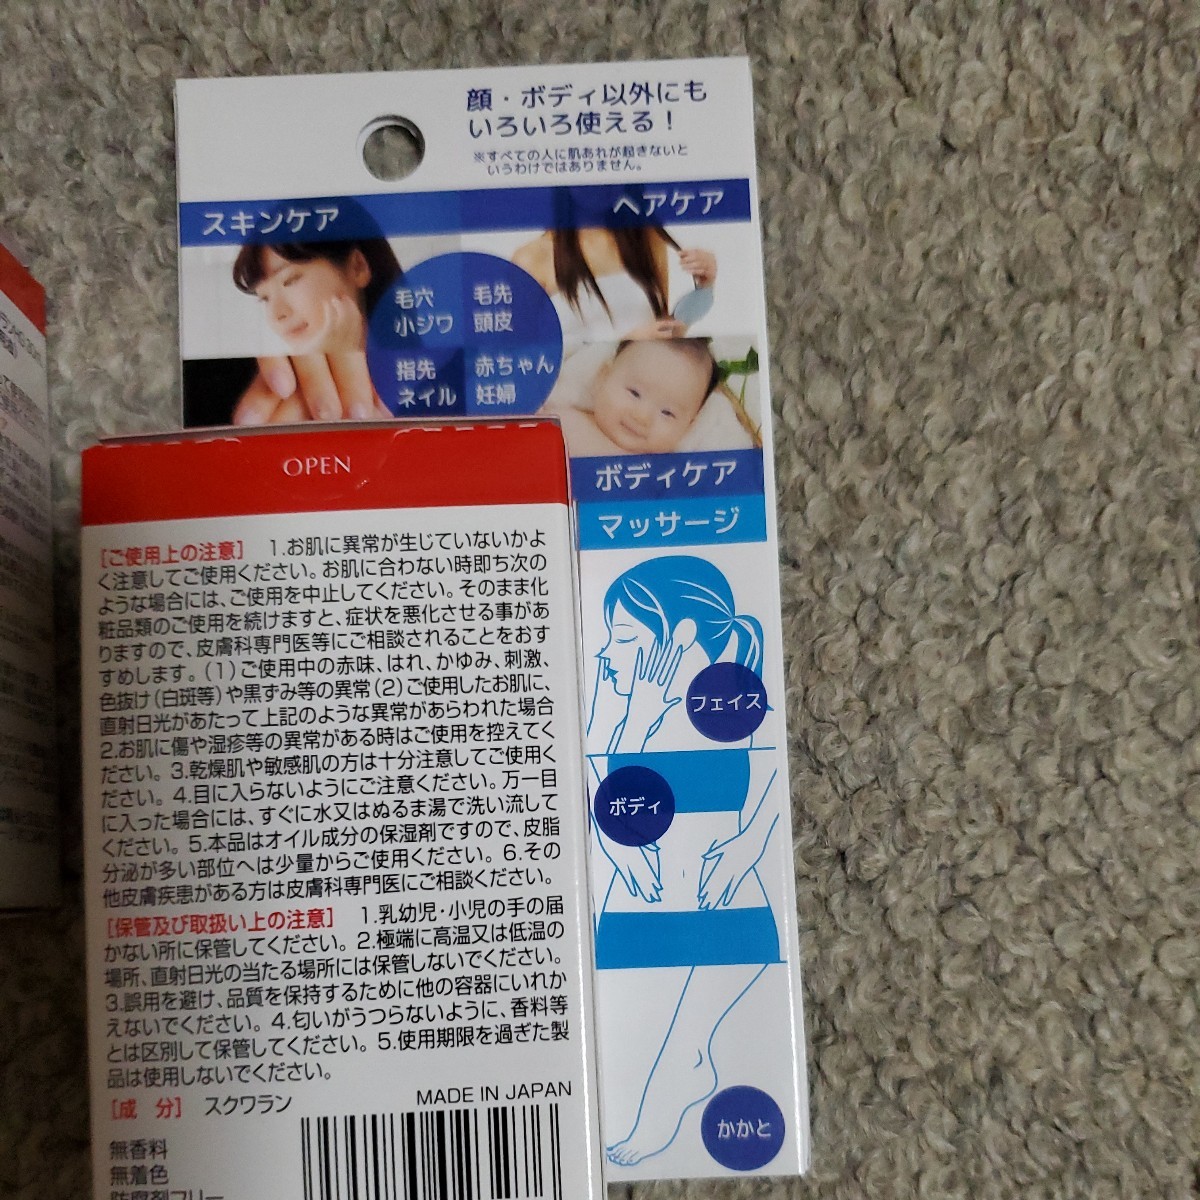 顔・ボディ以外にも
いろいろ使える！
※すべての人に肌あれが起きないと
いうわけではありません。
スキンケア
ヘアケア
毛穴
小ジワ
毛先
頭皮
指先
ネイル
赤ちゃん
妊婦
ボディケア
マッサージ
フェイス
ボディ
かかと
OPEN
[ご使用上の注意] 1.お肌に異常が生じていないかよ
く注意してご使用ください。お肌に合わない時即ち次の
ような場合には、ご使用を中止してください。そのまま化
粧品類のご使用を続けますと、症状を悪化させる事があ
りますので、皮膚科専門医等にご相談されることをおす
すめします。(1)ご使用中の赤味、はれ、かゆみ、刺激、
色抜け(白斑等)や黒ずみ等の異常(2)ご使用したお肌に、
直射日光があたって上記のような異常があらわれた場合
2.お肌に傷や湿疹等の異常がある時はご使用を控えてく
ださい。3.乾燥肌や敏感肌の方は十分注意してご使用く
ださい。4.目に入らないようにご注意ください。万一目
に入った場合には、すぐに水又はぬるま湯で洗い流して
ください。5.本品はオイル成分の保湿剤ですので、皮脂
分泌が多い部位へは少量からご使用ください。6.その
他皮膚疾患がある方は皮膚科専門医にご相談ください。
[保管及び取扱い上の注意] 1.乳幼児・小児の手の届
かない所に保管してください。2.極端に高温又は低温の
場所、直射日光の当たる場所には保管しないでください。
3.誤用を避け、品質を保持するために他の容器にいれか
えないでください。4.匂いがうつらないように、香料等
とは区別して保管してください。5.使用期限を過ぎた製
品は使用しないでください。
[成 分] スクワラン
MADE IN JAPAN
無香料
無着色
防腐剤フリー